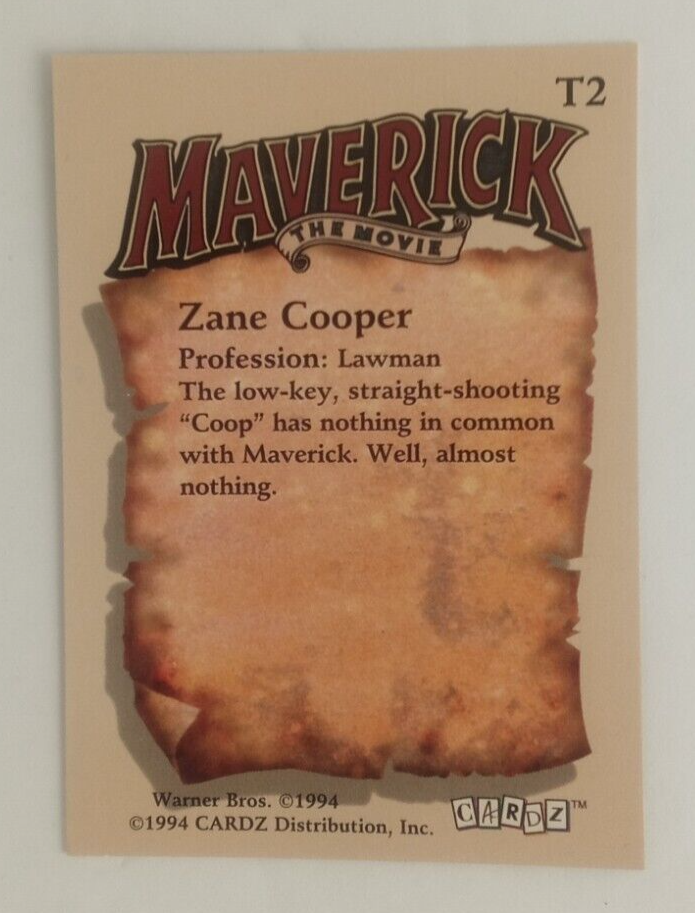 T2
MAVERICK
THE MOVIE
Zane Cooper
Profession: Lawman
The low-key, straight-shooting
“Coop” has nothing in common
with Maverick. Well, almost
nothing.
Warner Bros. ©1994
©1994 CARDZ Distribution, Inc.
CARDZ™